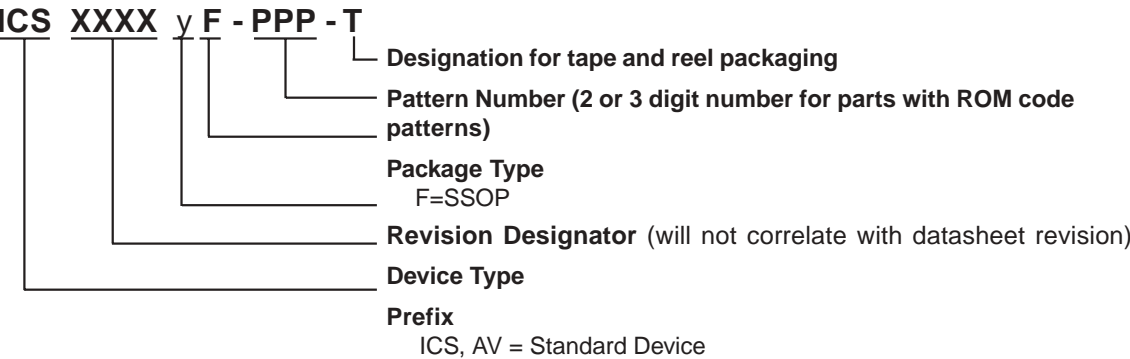 ICS XXXX y F - PPP - T
Designation for tape and reel packaging
Pattern Number (2 or 3 digit number for parts with ROM code
patterns)
Package Type
F=SSOP
Revision Designator (will not correlate with datasheet revision)
Device Type
Prefix
ICS, AV = Standard Device